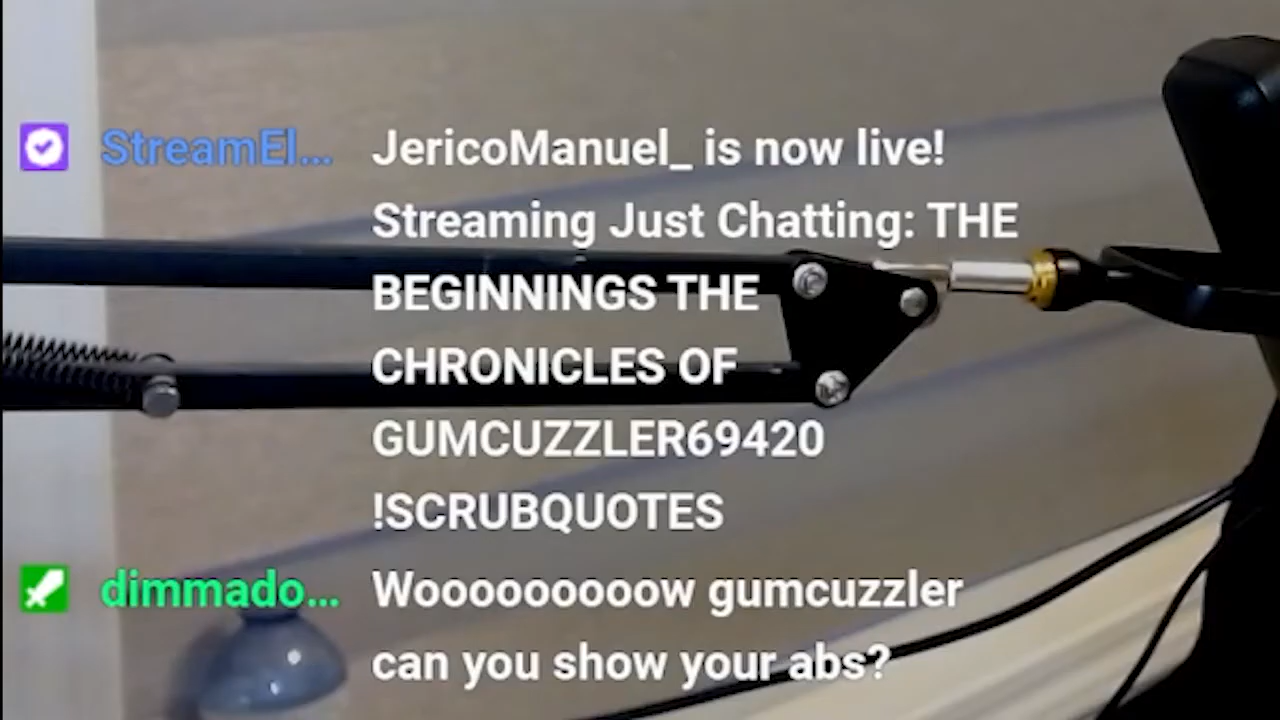 StreamEl... JericoManuel_ is now live!
Streaming Just Chatting: THE
BEGINNINGS THE
CHRONICLES OF
GUMCUZZLER69420
!SCRUBQUOTES
dimmado... Wooooooooow gumcuzzler
can you show your abs?